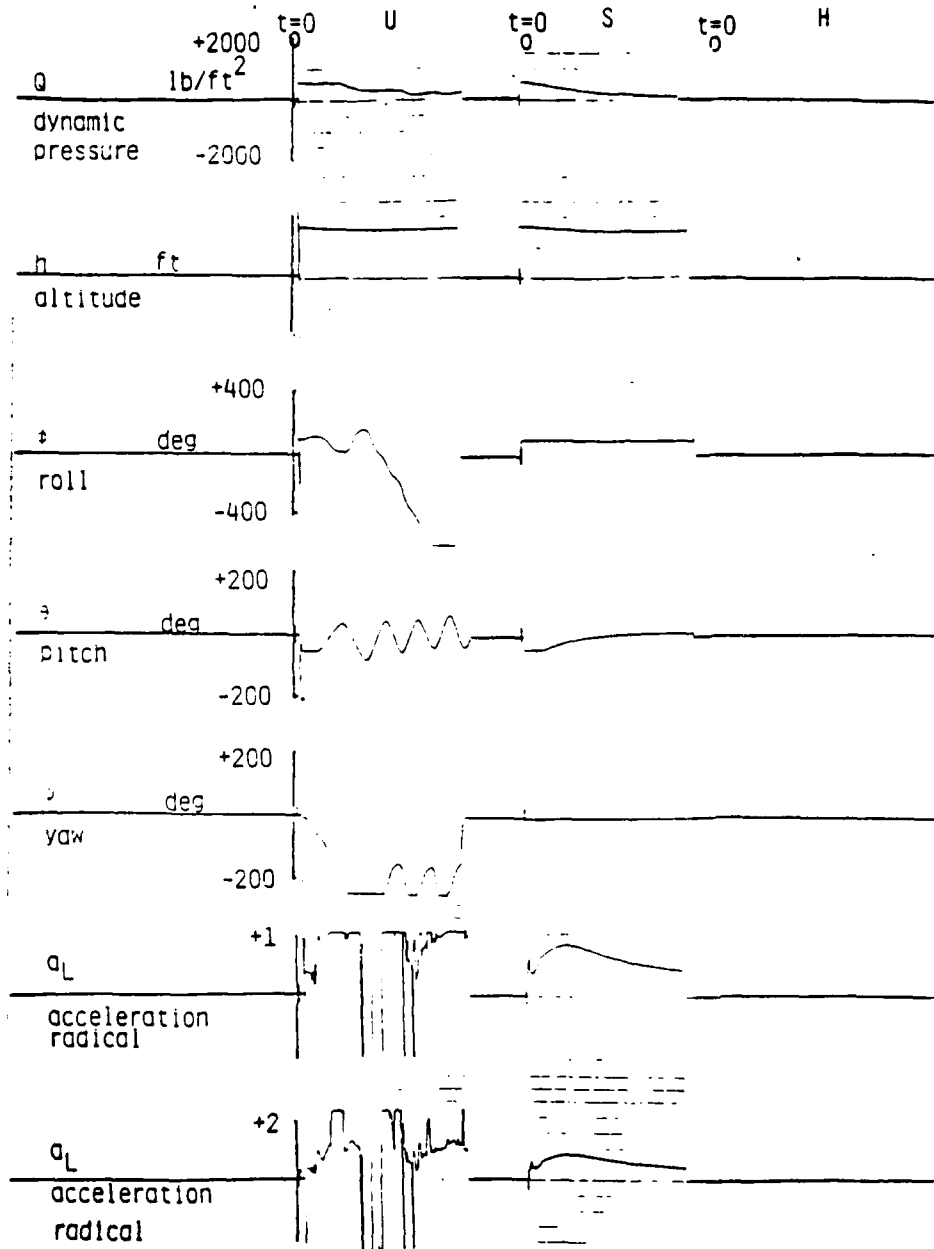 t=0 U t=0 S t=0 H
+2000
Q lb/ft2
dynamic
pressure -2000
h ft
altitude
+400
deg
roll
-400
+200
deg
pitch
-200
+200
deg
yaw
-200
+1
aL
acceleration
radical
+2
aL
acceleration
radical